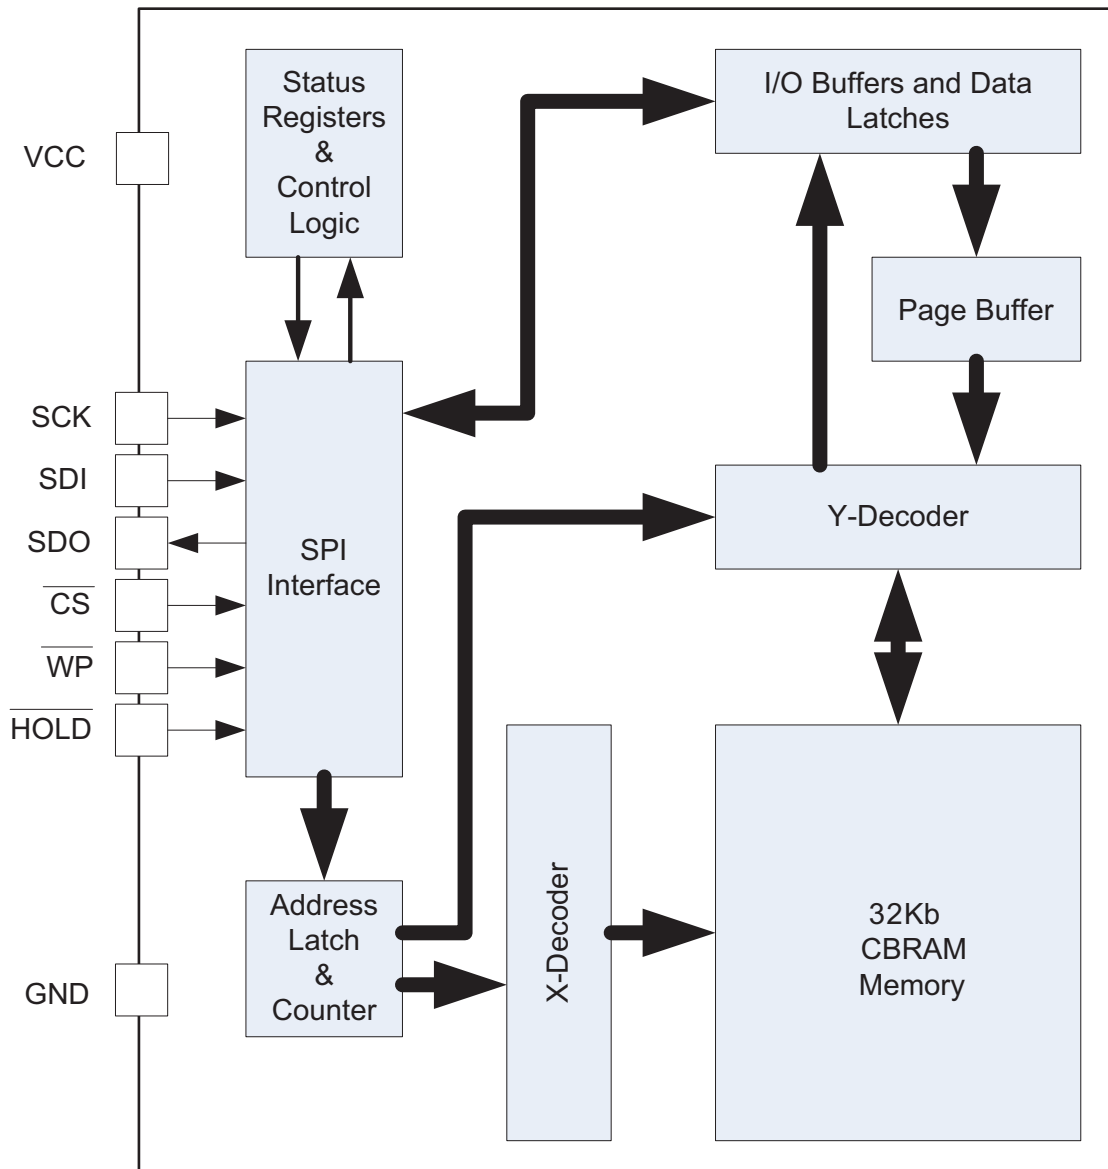 Status
Registers
&
Control
Logic
I/O Buffers and Data
Latches
VCC
Page Buffer
SCK
SDI
SDO
CS
WP
HOLD
SPI
Interface
Y-Decoder
Address
Latch
&
Counter
X-Decoder
32Kb
CBRAM
Memory
GND